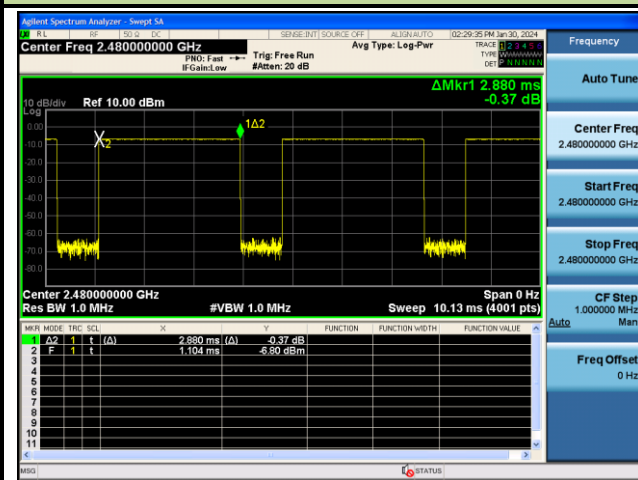 Agilent Spectrum Analyzer - Swept SA
RL RF 50 Ω DC SENSE:INT SOURCE OFF ALIGN AUTO 02:29:35 PM Jan 30, 2024
Center Freq 2.480000000 GHz
PNO: Fast
IFGain:Low
Trig: Free Run
#Atten: 20 dB
Avg Type: Log-Pwr
TRACE 1 2 3 4 5 6
TYPE WWWWWW
DET P N N N N N
ΔMkr1 2.880 ms
-0.37 dB
10 dB/div Ref 10.00 dBm
Log
0.00
-10.0
-20.0
-30.0
-40.0
-50.0
-60.0
-70.0
-80.0
X2
1Δ2
Center 2.480000000 GHz Span 0 Hz
Res BW 1.0 MHz #VBW 1.0 MHz Sweep 10.13 ms (4001 pts)
MKR MODE TRC SCL X Y FUNCTION FUNCTION WIDTH FUNCTION VALUE
1 Δ2 1 t (Δ) 2.880 ms (Δ) -0.37 dB
2 F 1 t 1.104 ms -6.80 dBm
3
4
5
6
7
8
9
10
11
MSG STATUS
Frequency
Auto Tune
Center Freq
2.480000000 GHz
Start Freq
2.480000000 GHz
Stop Freq
2.480000000 GHz
CF Step
1.000000 MHz
Auto Man
Freq Offset
0 Hz